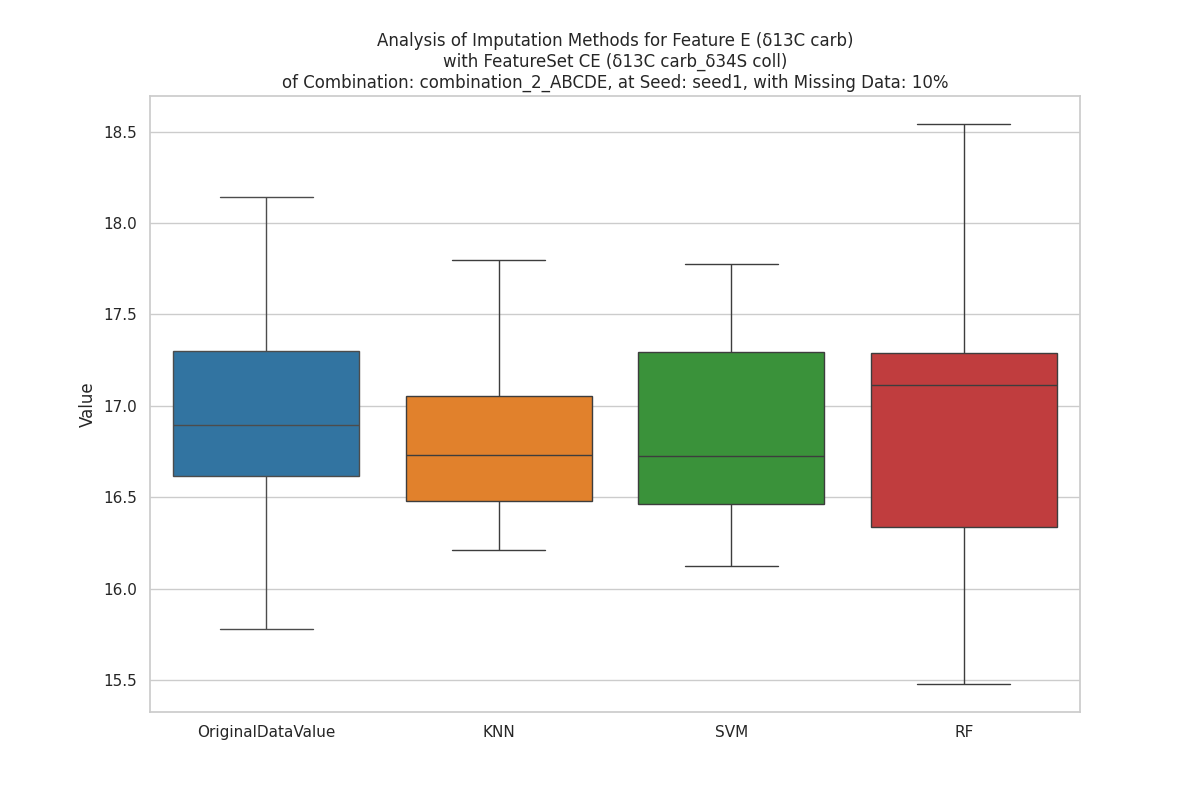 Analysis of Imputation Methods for Feature E (δ13C carb)
with FeatureSet CE (δ13C carb_δ34S coll)
of Combination: combination_2_ABCDE, at Seed: seed1, with Missing Data: 10%
18.5
18.0
17.5
17.0
16.5
16.0
15.5
Value
OriginalDataValue
KNN
SVM
RF